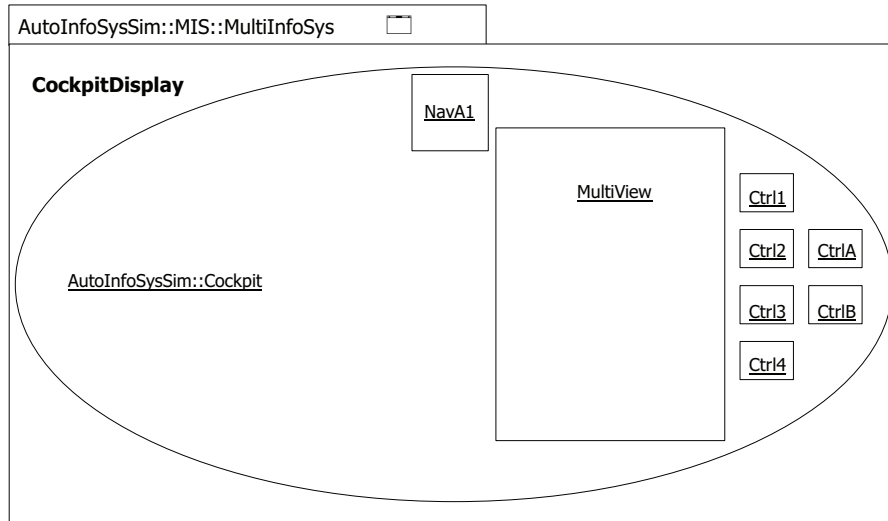 AutoInfoSysSim::MIS::MultiInfoSys
CockpitDisplay
NavA1
MultiView
Ctrl1
Ctrl2 CtrlA
AutoInfoSysSim::Cockpit
Ctrl3 CtrlB
Ctrl4